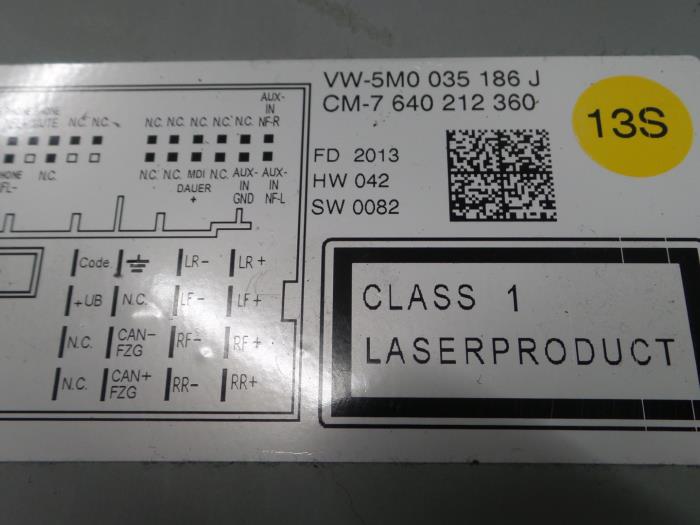 VW-5M0 035 186 J
CM-7 640 212 360
13S
FD 2013
HW 042
SW 0082
CLASS 1
LASERPRODUCT
N.C. N.C.
N.C. N.C. N.C. N.C. N.C. AUX-IN NF-R
N.C.
N.C. N.C. MDI DAUER + N.C. AUX-IN GND AUX-IN NF-L
Code LR- LR+
+UB N.C. LF- LF+
N.C. CAN-FZG RF- RF+
N.C. CAN+FZG RR- RR+